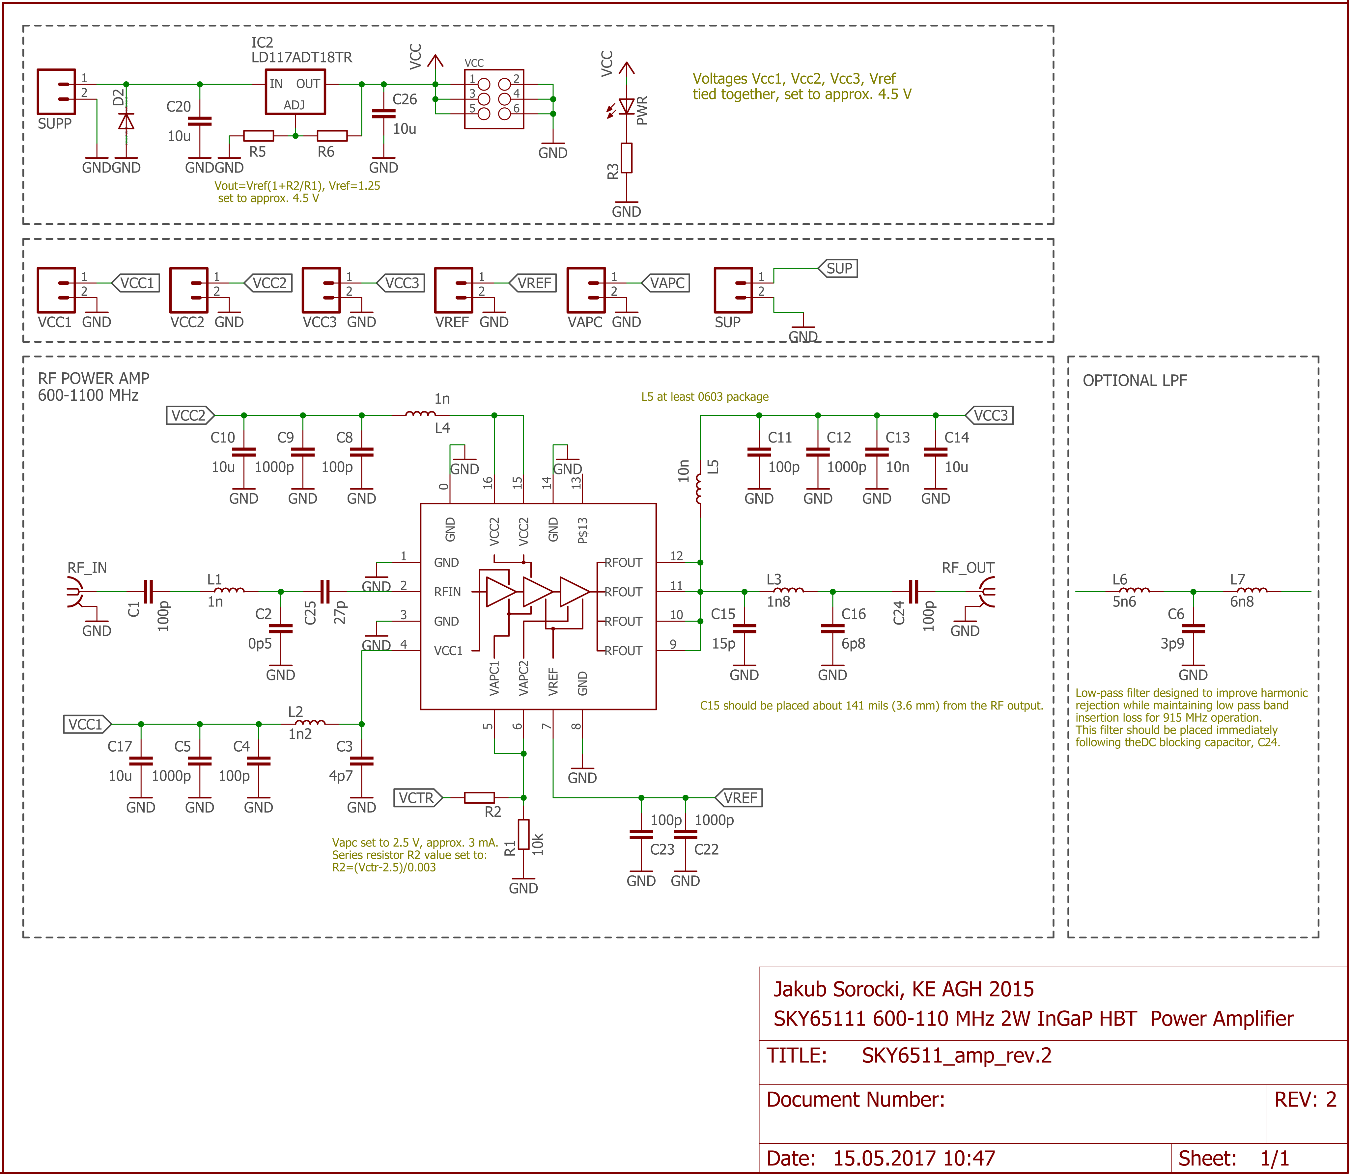 IC2
LD117ADT18TR
IN OUT
ADJ
SUPP
1
2
D2
C20
10u
R5
R6
C26
10u
VCC
VCC
1 2
3 4
5 6
GND
GND
GND
GND
GND
GND
Vout=Vref(1+R2/R1), Vref=1.25
set to approx. 4.5 V
VCC
PWR
R3
GND
Voltages Vcc1, Vcc2, Vcc3, Vref
tied together, set to approx. 4.5 V
1
2
VCC1
VCC1
GND
1
2
VCC2
VCC2
GND
1
2
VCC3
VCC3
GND
1
2
VREF
VREF
GND
1
2
VAPC
VAPC
GND
1
2
SUP
SUP
GND
RF POWER AMP
600-1100 MHz
VCC2
1n
L4
C10
10u
C9
1000p
C8
100p
GND
GND
GND
GND
GND
0
16
15
14
13
L5 at least 0603 package
10n
L5
VCC3
C11
100p
C12
1000p
C13
10n
C14
10u
GND
GND
GND
GND
GND
VCC2
VCC2
GND
PS13
1
2
3
4
GND
RFIN
GND
VCC1
RFOUT
RFOUT
RFOUT
RFOUT
12
11
10
9
VAPC1
VAPC2
VREF
GND
5
6
7
8
RF_IN
GND
C1
100p
L1
1n
C2
0p5
GND
C25
27p
GND
GND
L3
1n8
C15
15p
C16
6p8
GND
GND
C24
100p
RF_OUT
GND
C15 should be placed about 141 mils (3.6 mm) from the RF output.
VCC1
L2
1n2
C17
10u
C5
1000p
C4
100p
C3
4p7
GND
GND
GND
GND
GND
VCTR
R2
R1
10k
GND
VREF
100p
1000p
C23
C22
GND
GND
Vapc set to 2.5 V, approx. 3 mA.
Series resistor R2 value set to:
R2=(Vctr-2.5)/0.003
OPTIONAL LPF
L6
5n6
L7
6n8
C6
3p9
GND
Low-pass filter designed to improve harmonic
rejection while maintaining low pass band
insertion loss for 915 MHz operation.
This filter should be placed immediately
following theDC blocking capacitor, C24.
Jakub Sorocki, KE AGH 2015
SKY65111 600-110 MHz 2W InGaP HBT Power Amplifier
TITLE: SKY6511_amp_rev.2
Document Number:
REV: 2
Date: 15.05.2017 10:47
Sheet: 1/1